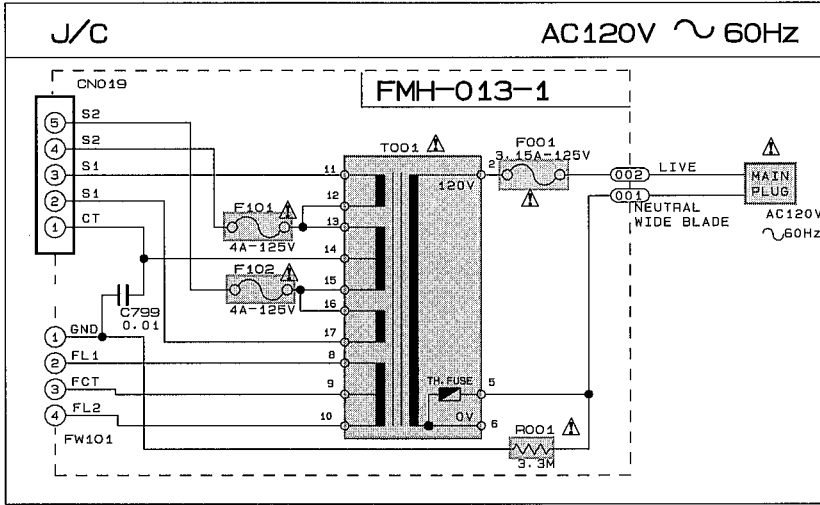 J/C AC120V ∿ 60Hz
CN019
FMH-013-1
5 S2
4 S2
3 S1
2 S1
1 CT
T001
F001
3.15A-125V
2
120V
002 LIVE
001 NEUTRAL
WIDE BLADE
MAIN
PLUG
AC120V
∿60Hz
11
12
13
14
15
16
17
8
9
10
F101
4A-125V
F102
4A-125V
C799
0.01
1 GND
2 FL1
3 FCT
4 FL2
FW101
TH.FUSE
5
0V
6
R001
3.3M